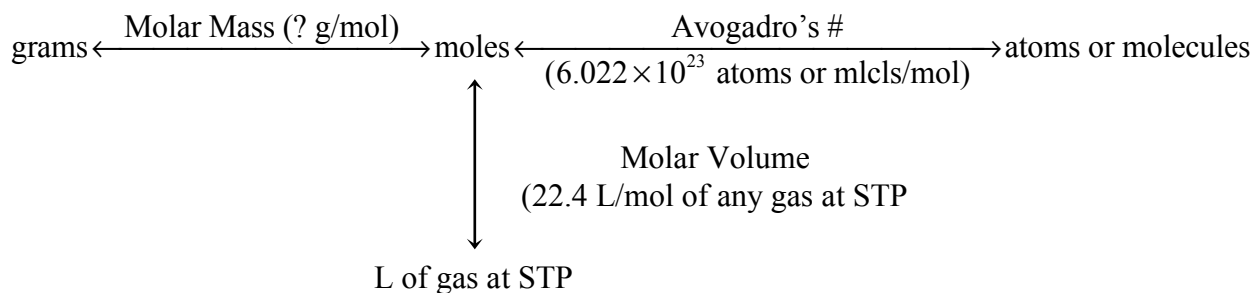 Molar Mass (? g/mol)
Avogadro's #
grams moles atoms or molecules
(6.022×10²³ atoms or mlcls/mol)
Molar Volume
(22.4 L/mol of any gas at STP
L of gas at STP